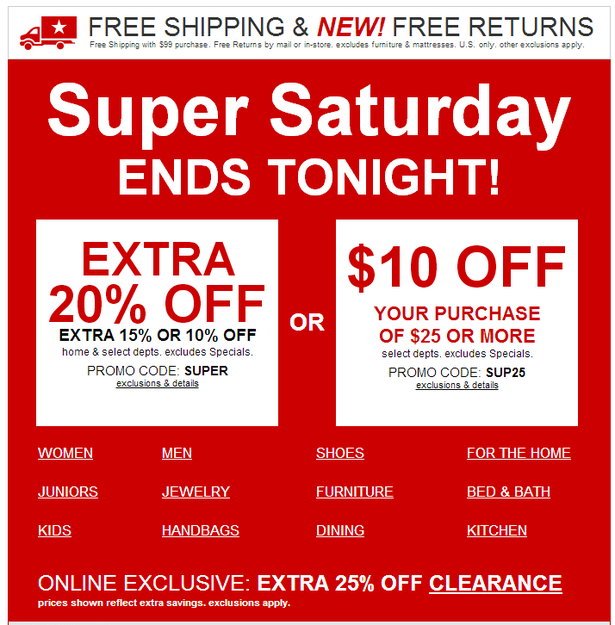 FREE SHIPPING & NEW! FREE RETURNS
Free Shipping with $99 purchase. Free Returns by mail or in-store. excludes furniture & mattresses. U.S. only. other exclusions apply.
Super Saturday
ENDS TONIGHT!
EXTRA
20% OFF
EXTRA 15% OR 10% OFF
home & select depts. excludes Specials.
PROMO CODE: SUPER
exclusions & details
OR
$10 OFF
YOUR PURCHASE
OF $25 OR MORE
select depts. excludes Specials.
PROMO CODE: SUP25
exclusions & details
WOMEN MEN SHOES FOR THE HOME
JUNIORS JEWELRY FURNITURE BED & BATH
KIDS HANDBAGS DINING KITCHEN
ONLINE EXCLUSIVE: EXTRA 25% OFF CLEARANCE
prices shown reflect extra savings. exclusions apply.